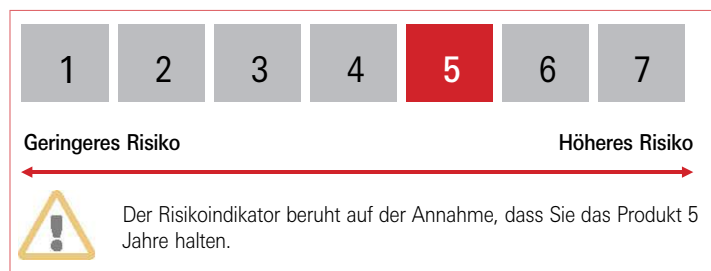 1 2 3 4 5 6 7
Geringeres Risiko Höheres Risiko
Der Risikoindikator beruht auf der Annahme, dass Sie das Produkt 5
Jahre halten.